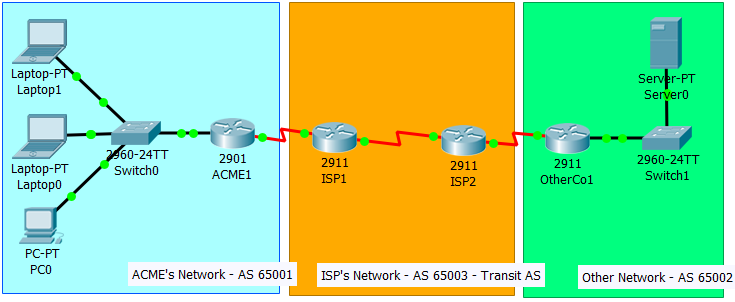 Laptop-PT
Laptop1
Laptop-PT
Laptop0
PC-PT
PC0
2960-24TT
Switch0
2901
ACME1
2911
ISP1
2911
ISP2
2911
OtherCo1
Server-PT
Server0
2960-24TT
Switch1
ACME's Network - AS 65001
ISP's Network - AS 65003 - Transit AS
Other Network - AS 65002